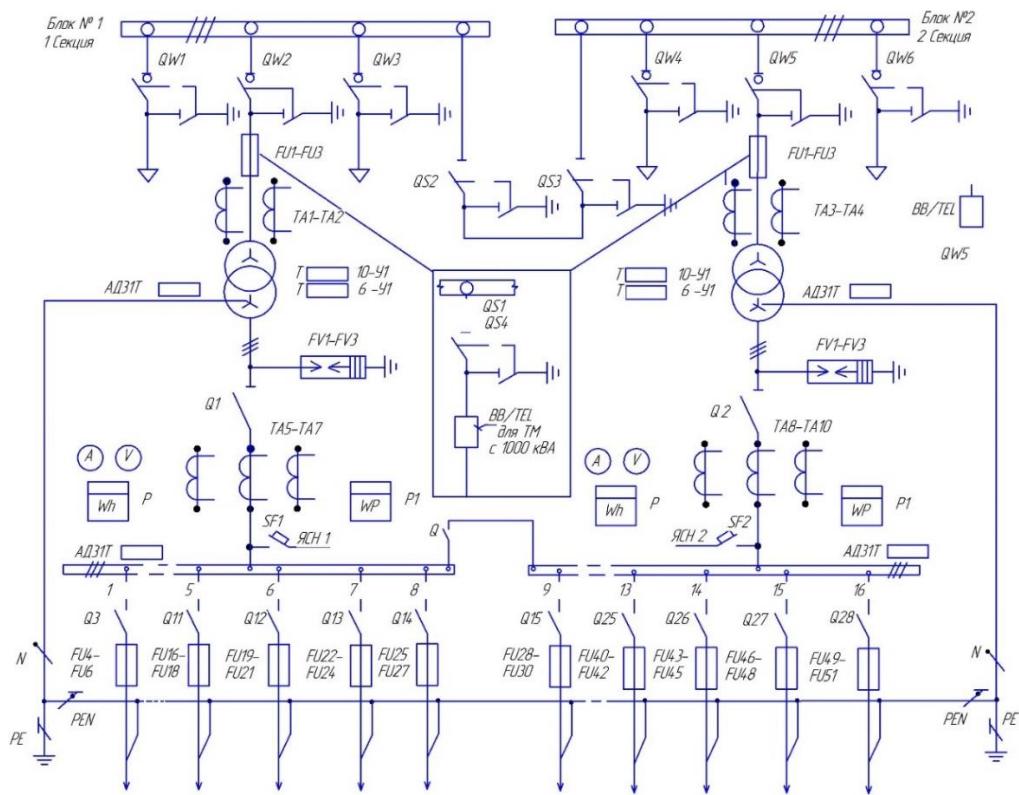 Блок № 1
1 Секция
Блок №2
2 Секция
QW1
QW2
QW3
QW4
QW5
QW6
FU1-FU3
FU1-FU3
QS2
QS3
TA1-TA2
TA3-TA4
BB/TEL
QW5
АД31Т
Т
10-У1
Т
6 -У1
Т
10-У1
Т
6 -У1
АД31Т
QS1
QS4
FV1-FV3
FV1-FV3
BB/TEL
для ТМ
с 1000 кВА
Q1
Q 2
TA5-TA7
TA8-TA10
A
V
A
V
Wh
P
WP
P1
Wh
P
WP
P1
SF1
ЯСН 1
Q
ЯСН 2
SF2
АД31Т
АД31Т
1
5
6
7
8
9
13
14
15
16
Q3
Q11
Q12
Q13
Q14
Q15
Q25
Q26
Q27
Q28
N
FU4-
FU6
FU16-
FU18
FU19-
FU21
FU22-
FU24
FU25
FU27
FU28-
FU30
FU40-
FU42
FU43-
FU45
FU46-
FU48
FU49-
FU51
N
PEN
PEN
PE
PE